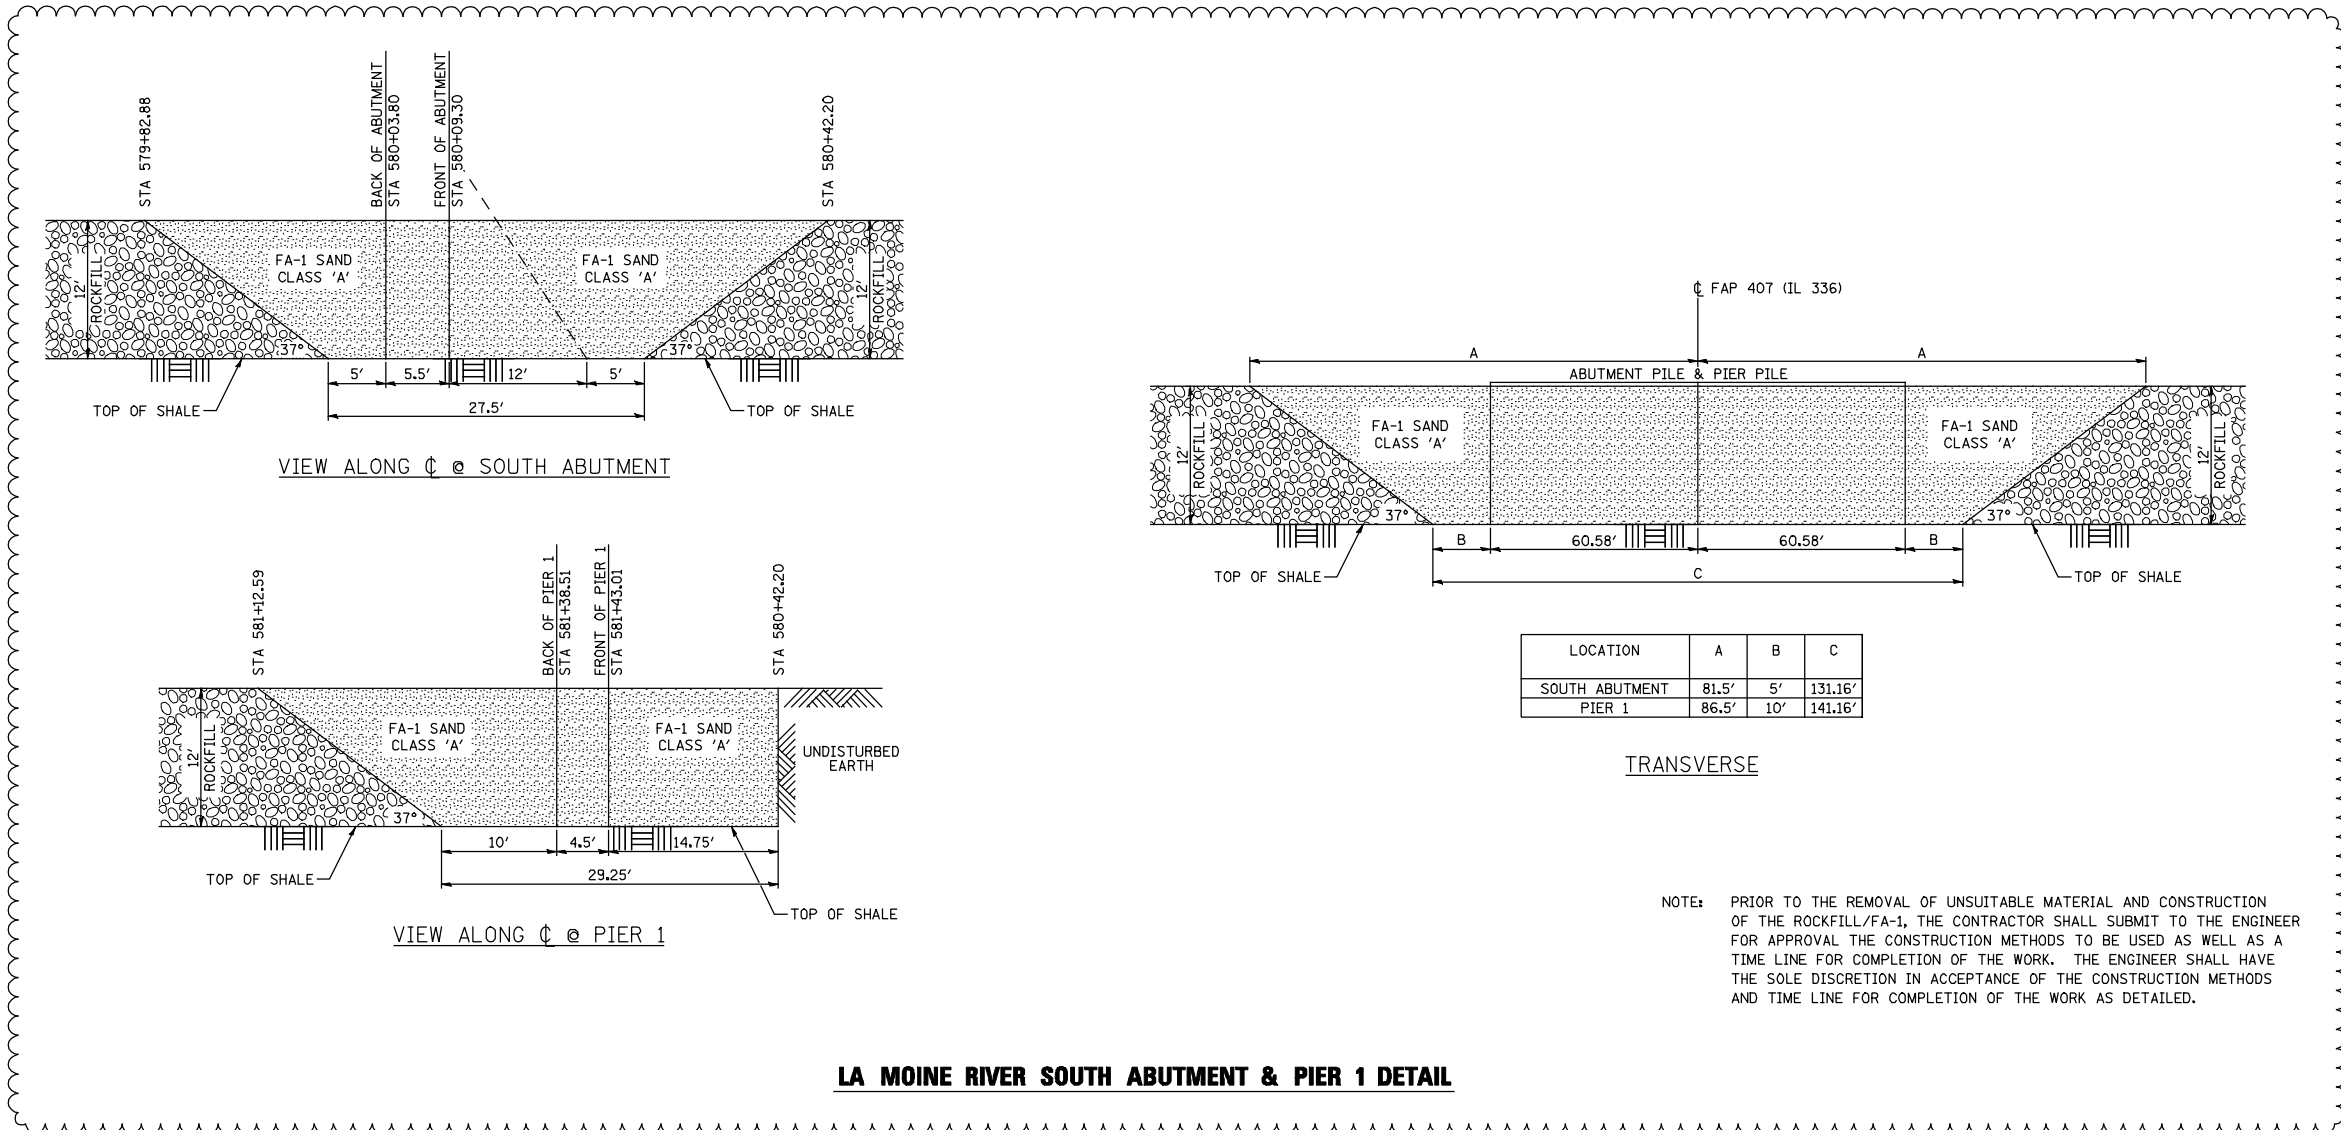 STA 579+82.88
BACK OF ABUTMENT
STA 580+03.80
FRONT OF ABUTMENT
STA 580+09.30
STA 580+42.20
12'
ROCKFILL
FA-1 SAND
CLASS 'A'
FA-1 SAND
CLASS 'A'
12'
ROCKFILL
37°
37°
5'
5.5'
12'
5'
27.5'
TOP OF SHALE
TOP OF SHALE
VIEW ALONG ℄ @ SOUTH ABUTMENT
STA 581+12.59
BACK OF PIER 1
STA 581+38.51
FRONT OF PIER 1
STA 581+43.01
STA 580+42.20
12'
ROCKFILL
FA-1 SAND
CLASS 'A'
FA-1 SAND
CLASS 'A'
UNDISTURBED
EARTH
37°
10'
4.5'
14.75'
29.25'
TOP OF SHALE
TOP OF SHALE
VIEW ALONG ℄ @ PIER 1
℄ FAP 407 (IL 336)
A
A
ABUTMENT PILE & PIER PILE
12'
ROCKFILL
FA-1 SAND
CLASS 'A'
FA-1 SAND
CLASS 'A'
12'
ROCKFILL
37°
37°
B
60.58'
60.58'
B
C
TOP OF SHALE
TOP OF SHALE
LOCATION A B C
SOUTH ABUTMENT 81.5' 5' 131.16'
PIER 1 86.5' 10' 141.16'
TRANSVERSE
NOTE: PRIOR TO THE REMOVAL OF UNSUITABLE MATERIAL AND CONSTRUCTION
OF THE ROCKFILL/FA-1, THE CONTRACTOR SHALL SUBMIT TO THE ENGINEER
FOR APPROVAL THE CONSTRUCTION METHODS TO BE USED AS WELL AS A
TIME LINE FOR COMPLETION OF THE WORK. THE ENGINEER SHALL HAVE
THE SOLE DISCRETION IN ACCEPTANCE OF THE CONSTRUCTION METHODS
AND TIME LINE FOR COMPLETION OF THE WORK AS DETAILED.
LA MOINE RIVER SOUTH ABUTMENT & PIER 1 DETAIL